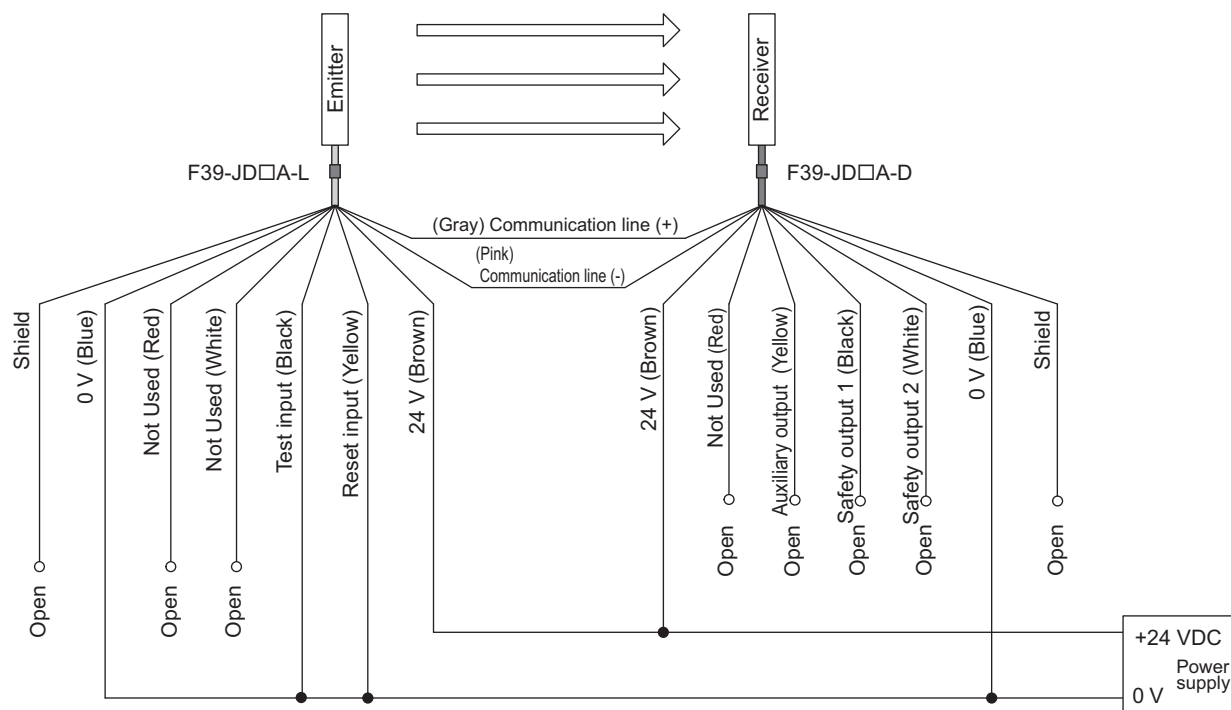 Emitter
Receiver
F39-JD□A-L
F39-JD□A-D
(Gray) Communication line (+)
(Pink)
Communication line (-)
Shield
0 V (Blue)
Not Used (Red)
Not Used (White)
Test input (Black)
Reset input (Yellow)
24 V (Brown)
24 V (Brown)
Not Used (Red)
Auxiliary output (Yellow)
Safety output 1 (Black)
Safety output 2 (White)
0 V (Blue)
Shield
Open
Open
Open
Open
Open
Open
Open
Open
+24 VDC
Power
supply
0 V